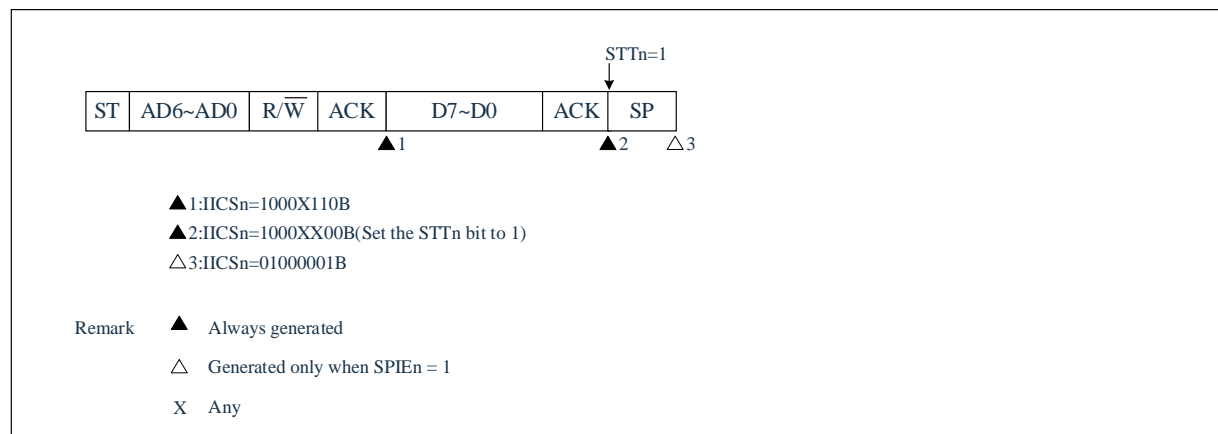 STTn=1
ST AD6~AD0 R/W̅ ACK D7~D0 ACK SP
▲1 ▲2 △3
▲1:IICSn=1000X110B
▲2:IICSn=1000XX00B(Set the STTn bit to 1)
△3:IICSn=01000001B
Remark ▲ Always generated
△ Generated only when SPIEn = 1
X Any